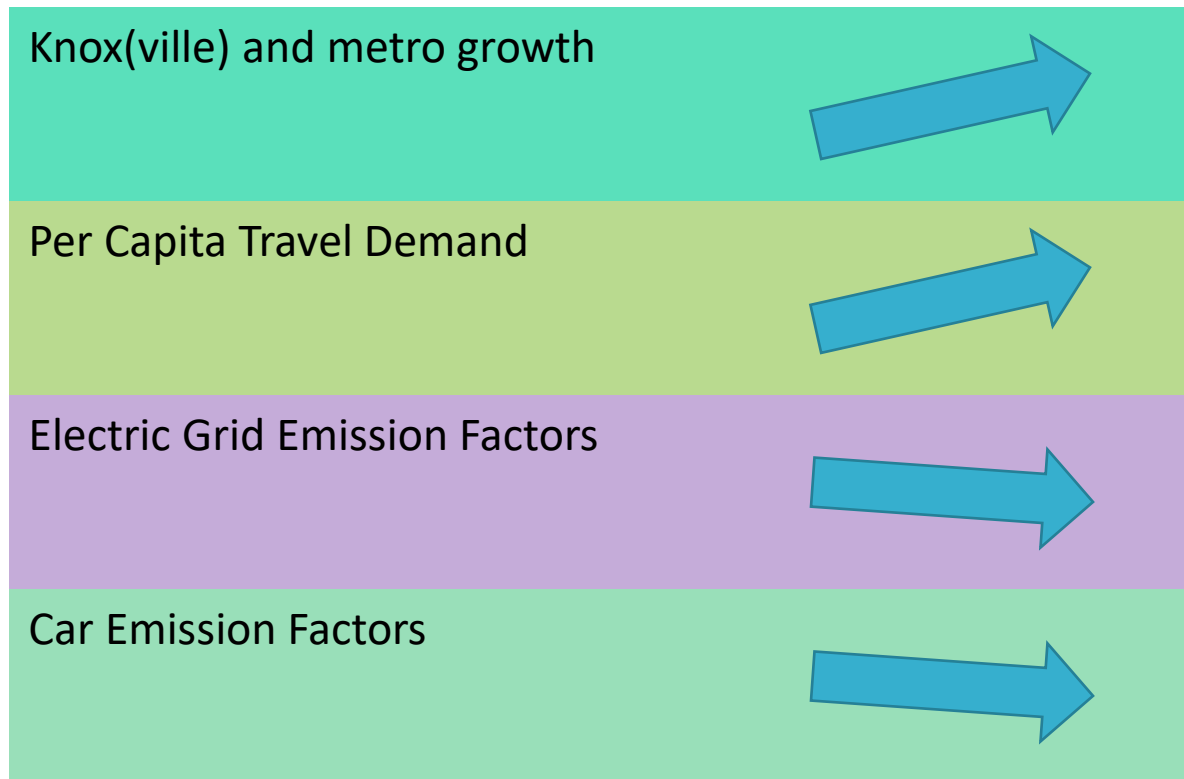 Knox(ville) and metro growth
Per Capita Travel Demand
Electric Grid Emission Factors
Car Emission Factors